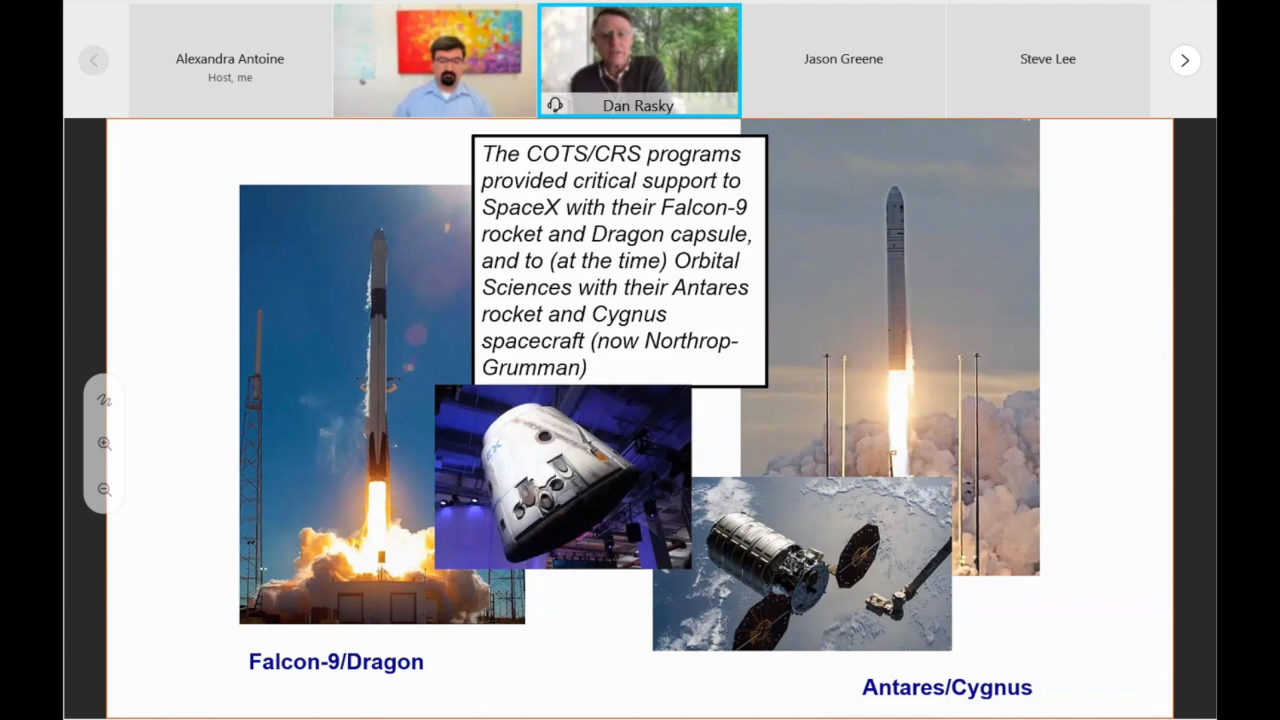 Alexandra Antoine
Host, me
Dan Rasky
Jason Greene
Steve Lee
The COTS/CRS programs
provided critical support to
SpaceX with their Falcon-9
rocket and Dragon capsule,
and to (at the time) Orbital
Sciences with their Antares
rocket and Cygnus
spacecraft (now Northrop-
Grumman)
Falcon-9/Dragon
Antares/Cygnus